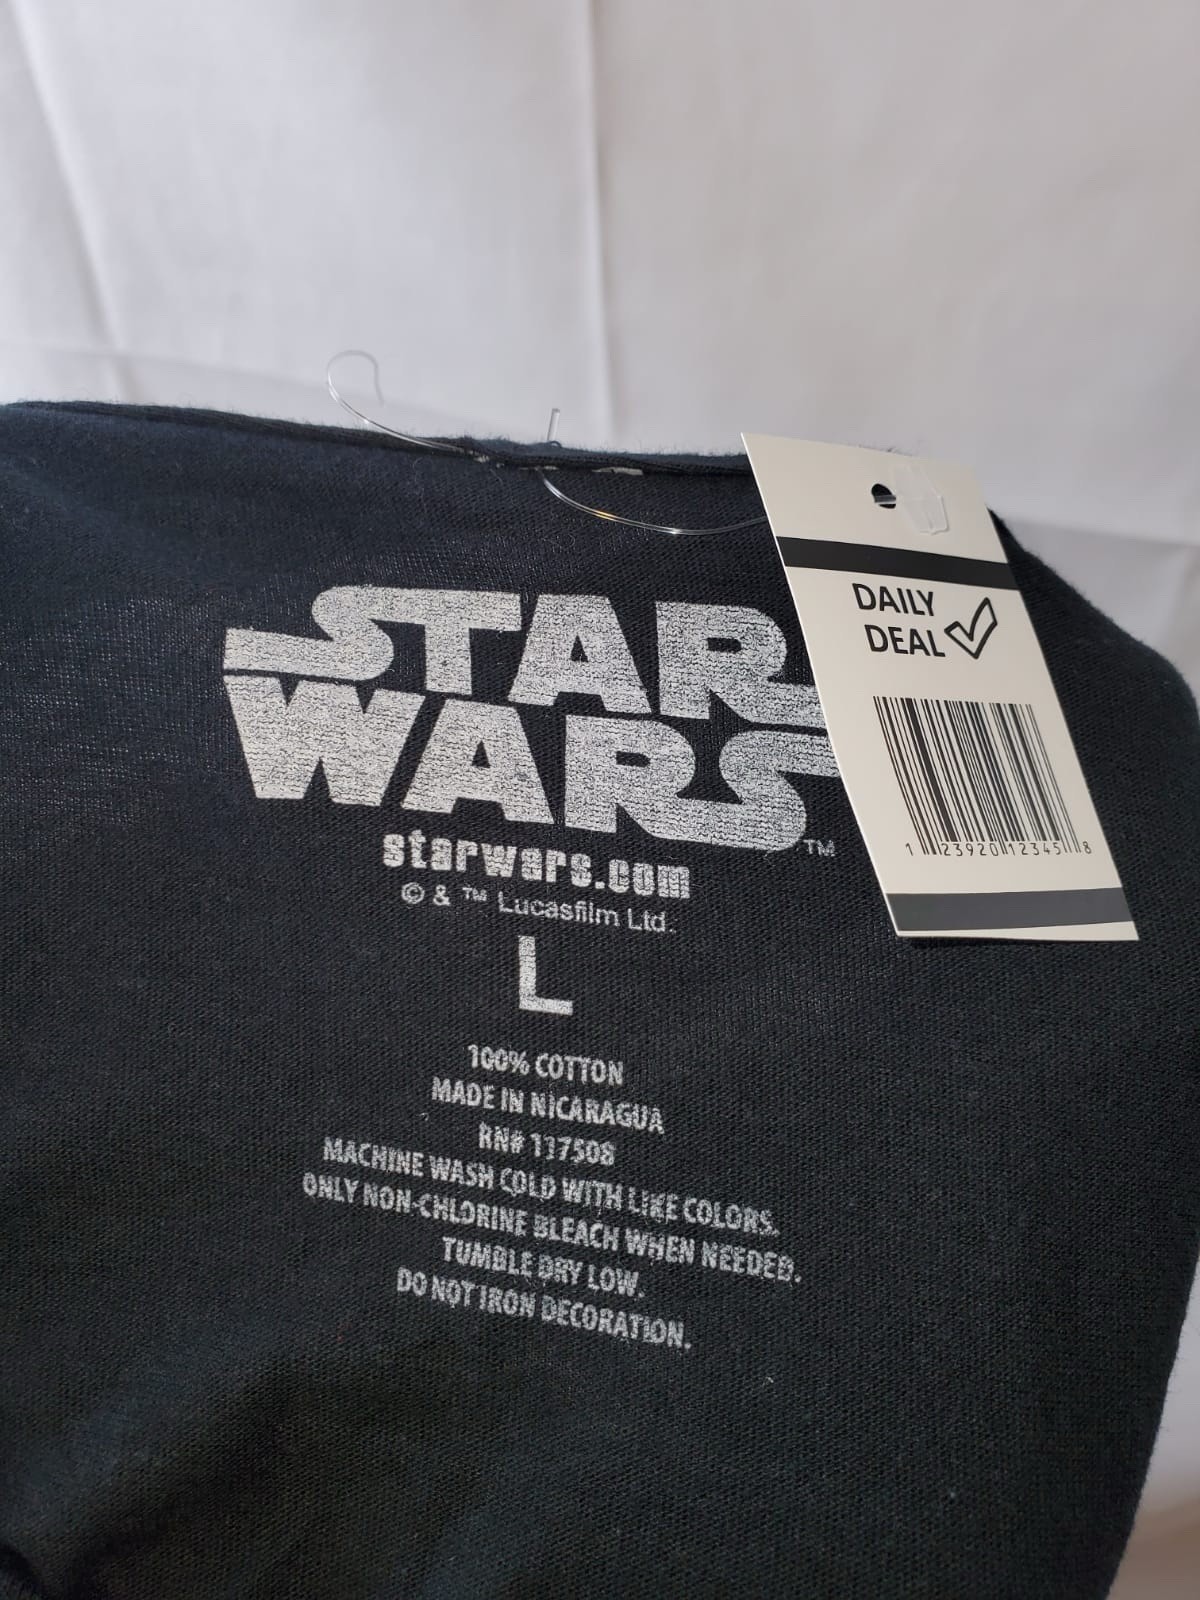 STAR
WARS™
starwars.com
© & ™ Lucasfilm Ltd.
L
100% COTTON
MADE IN NICARAGUA
RN# 117508
MACHINE WASH COLD WITH LIKE COLORS.
ONLY NON-CHLORINE BLEACH WHEN NEEDED.
TUMBLE DRY LOW.
DO NOT IRON DECORATION.
DAILY
DEAL
1 23920 12345 8